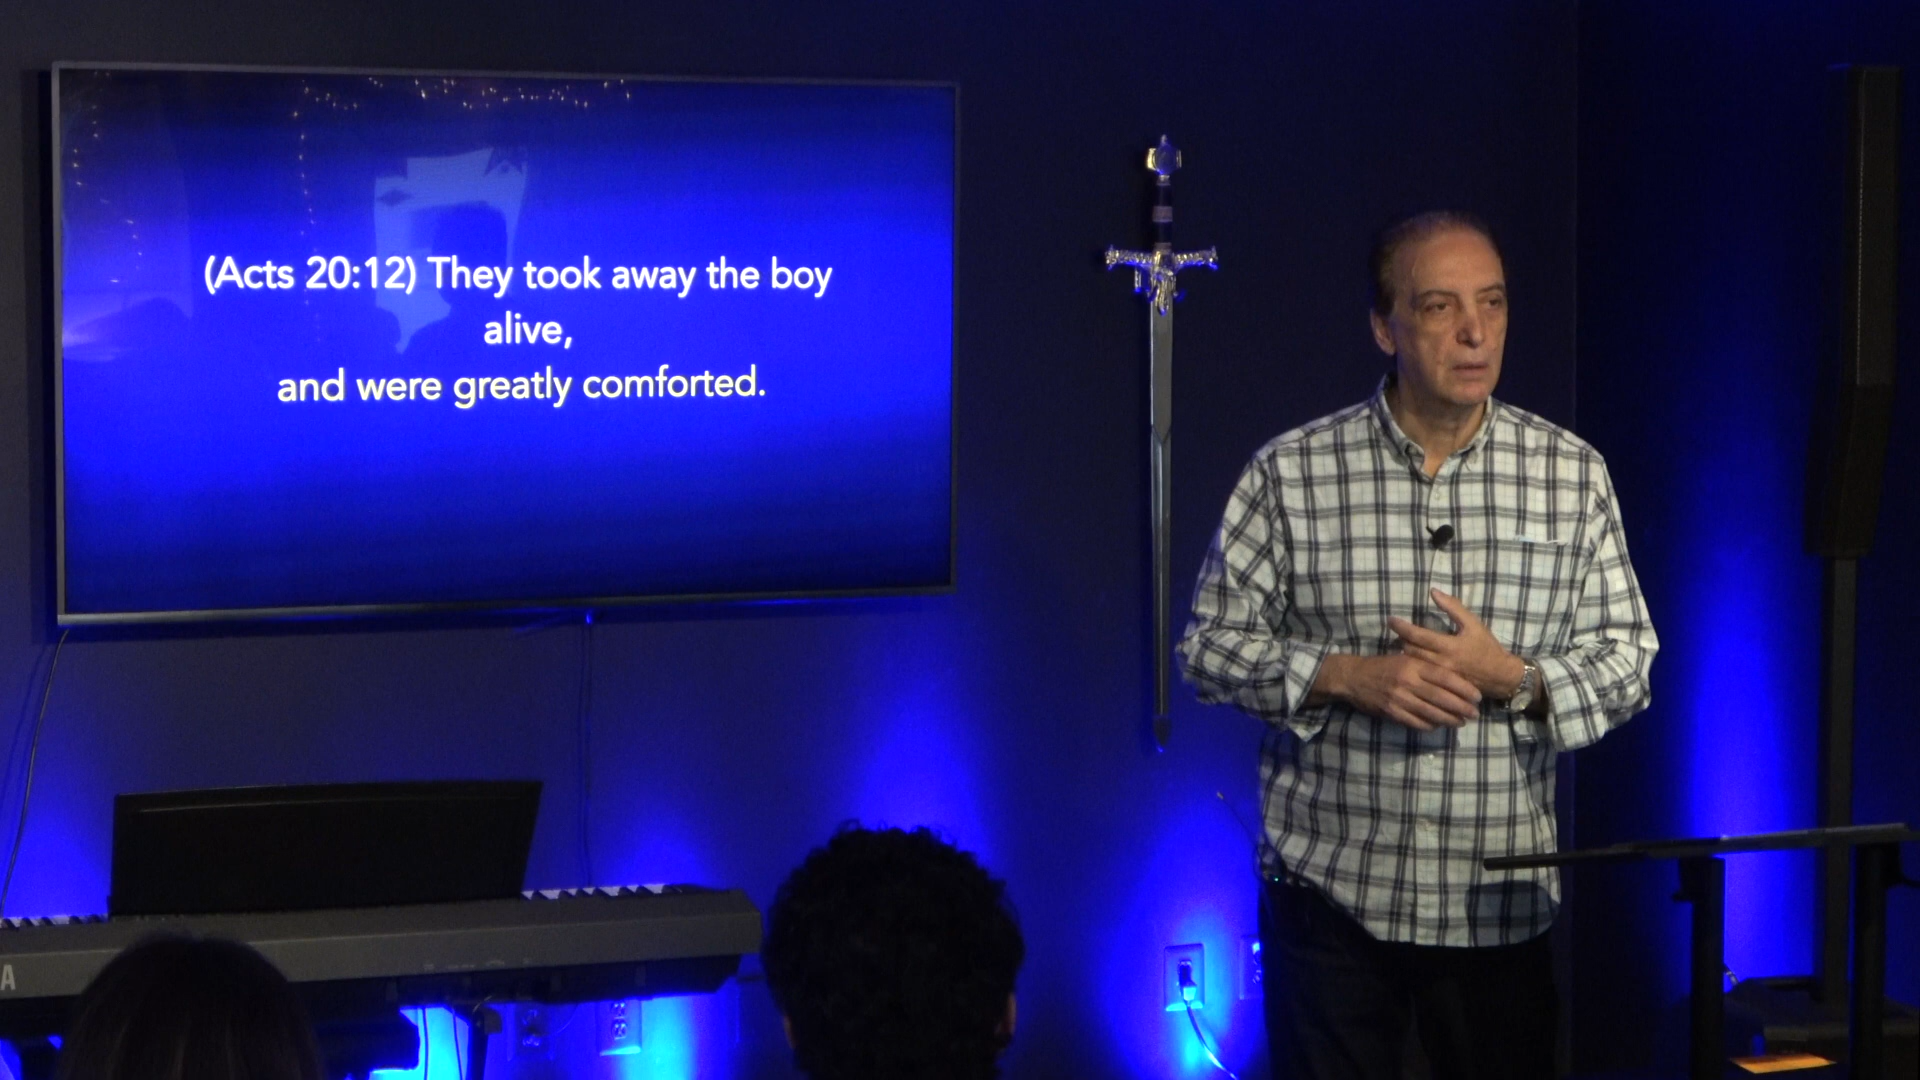 (Acts 20:12) They took away the boy
alive,
and were greatly comforted.
A